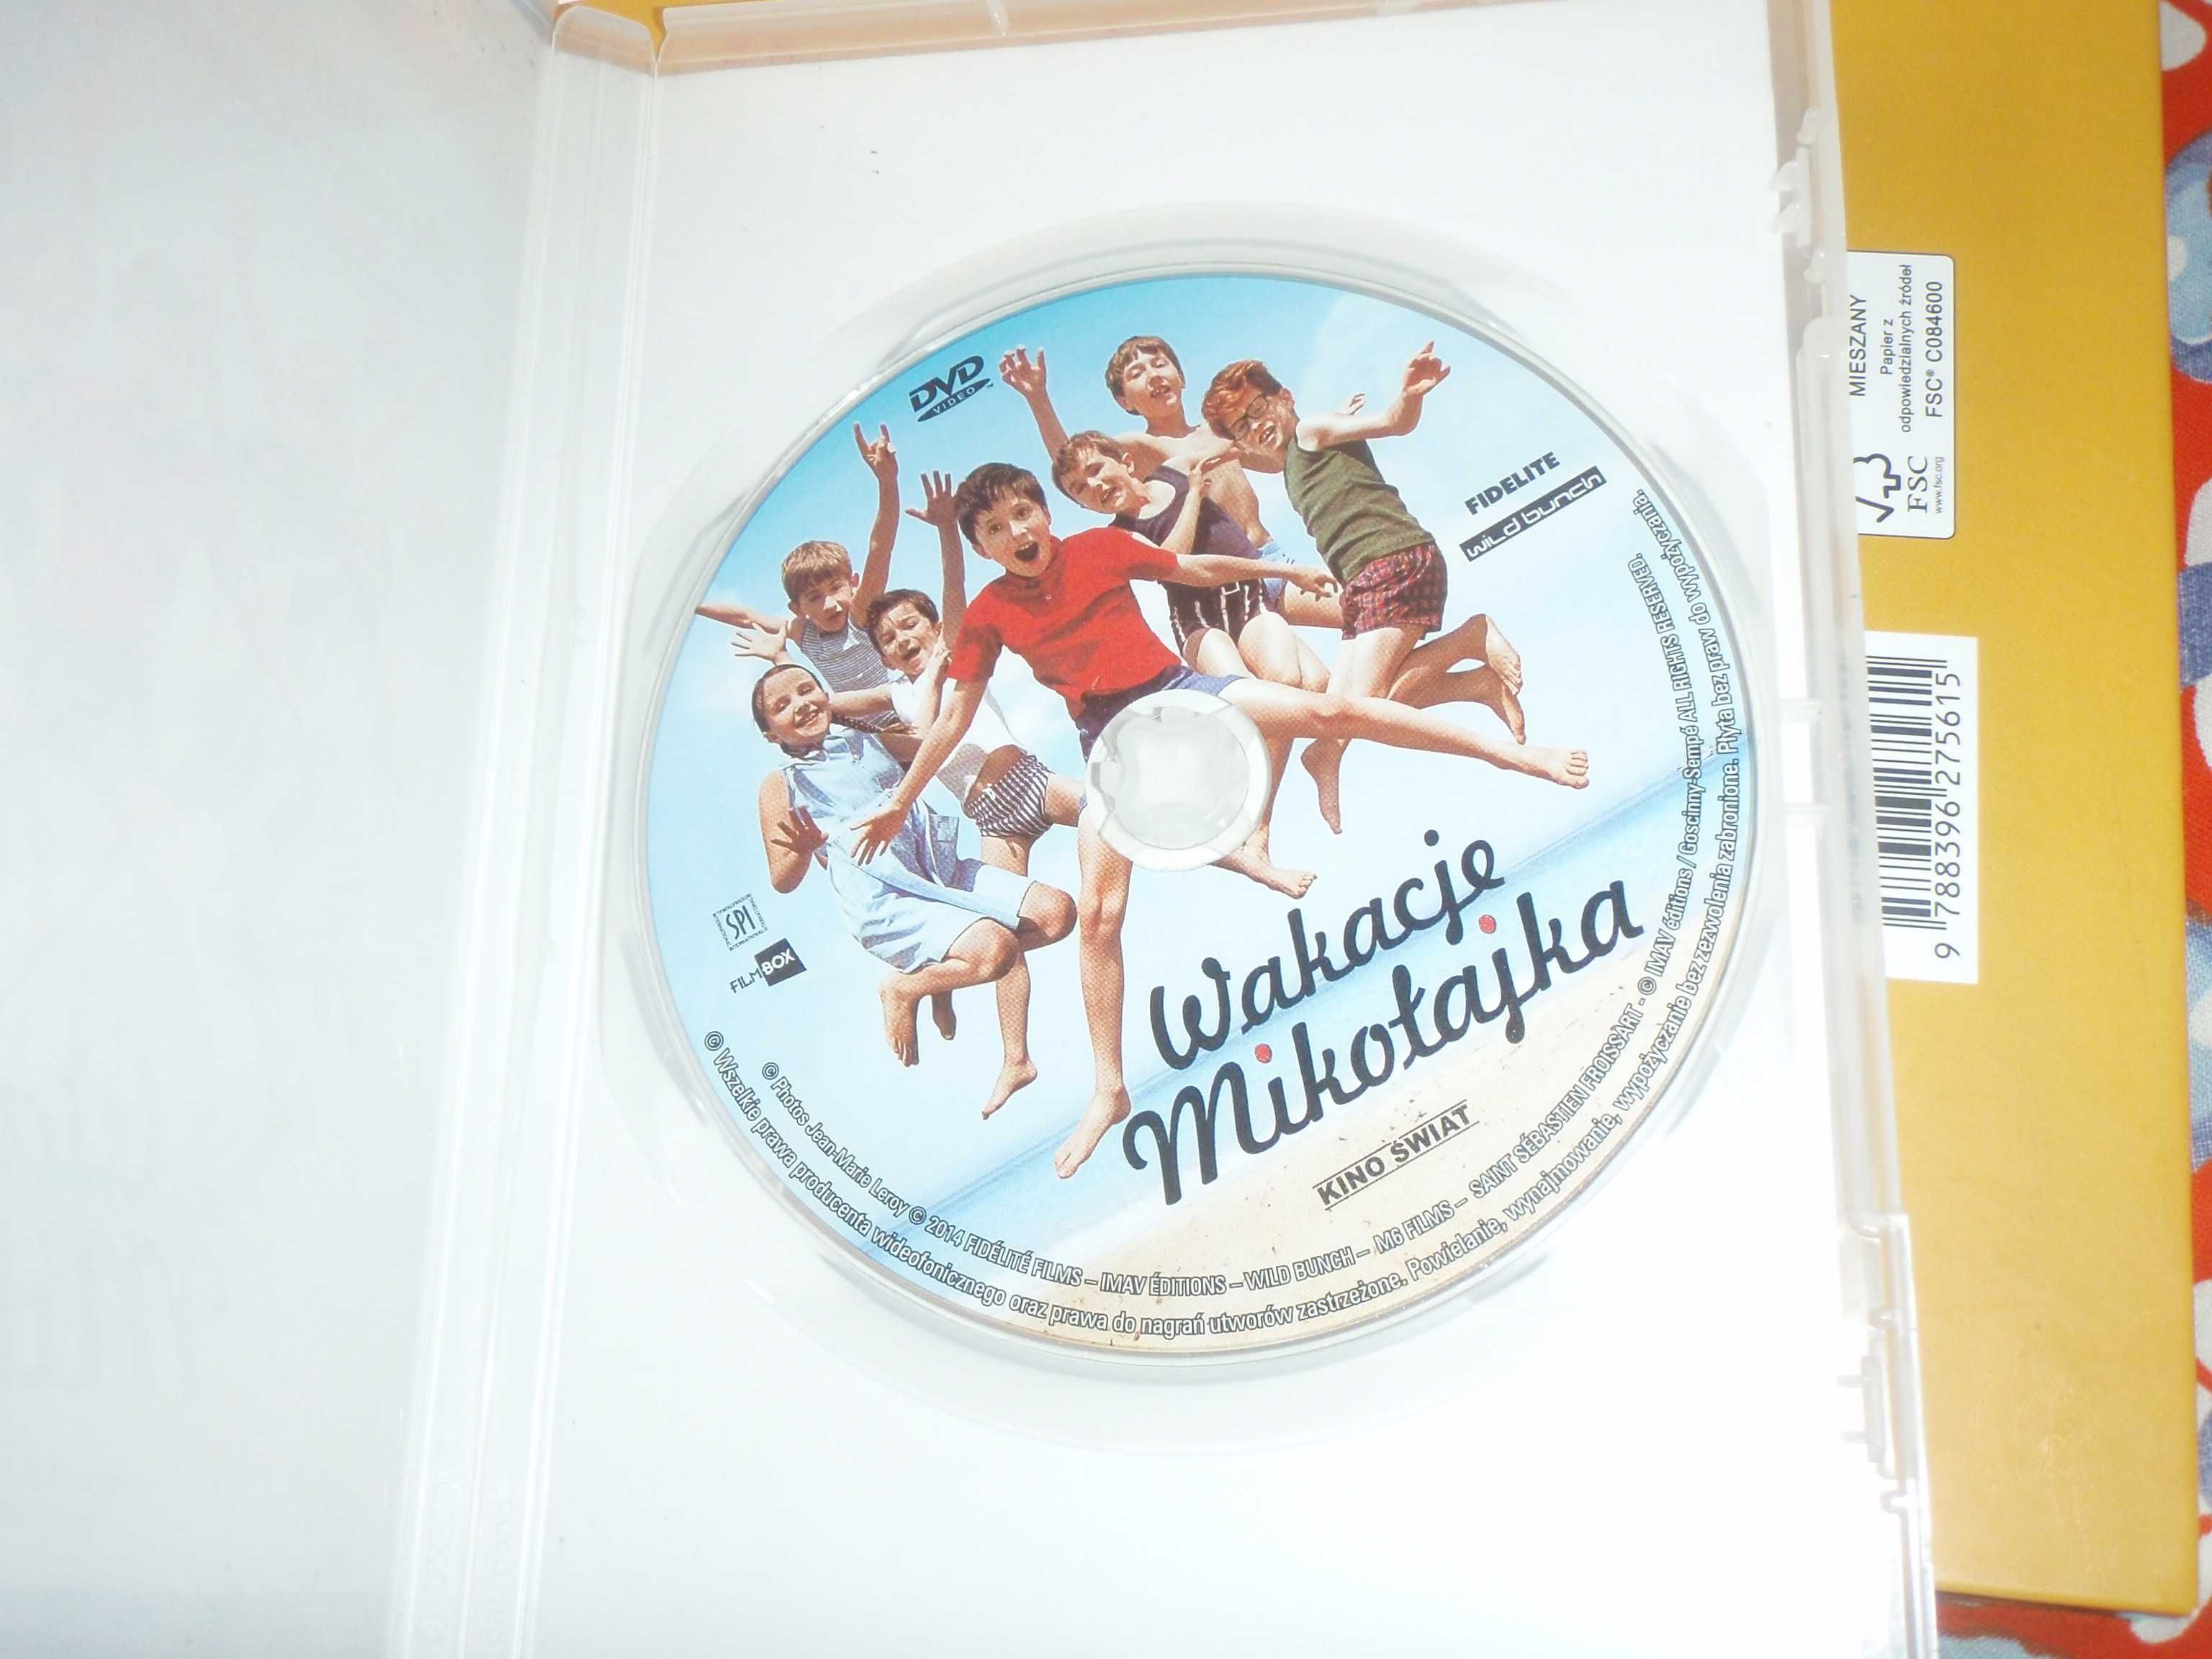 DVD
VIDEO
FIDELITE
wild bunch
SPI
INTERNATIONAL
FILMBOX
Wakacje
Mikołajka
KINO ŚWIAT
© Photos Jean-Marie Leroy © 2014 FIDÉLITÉ FILMS – IMAV ÉDITIONS – WILD BUNCH – M6 FILMS – SAINT SÉBASTIEN FROISSART - © IMAV éditions / Goscinny-Sempé ALL RIGHTS RESERVED.
© Wszelkie prawa producenta wideofonicznego oraz prawa do nagrań utworów zastrzeżone. Powielanie, wynajmowanie, wypożyczanie bez zezwolenia zabronione. Płyta bez praw do wypożyczania.
MIESZANY
Papier z
odpowiedzialnych źródeł
FSC® C084600
FSC
www.fsc.org
9 788396 275615